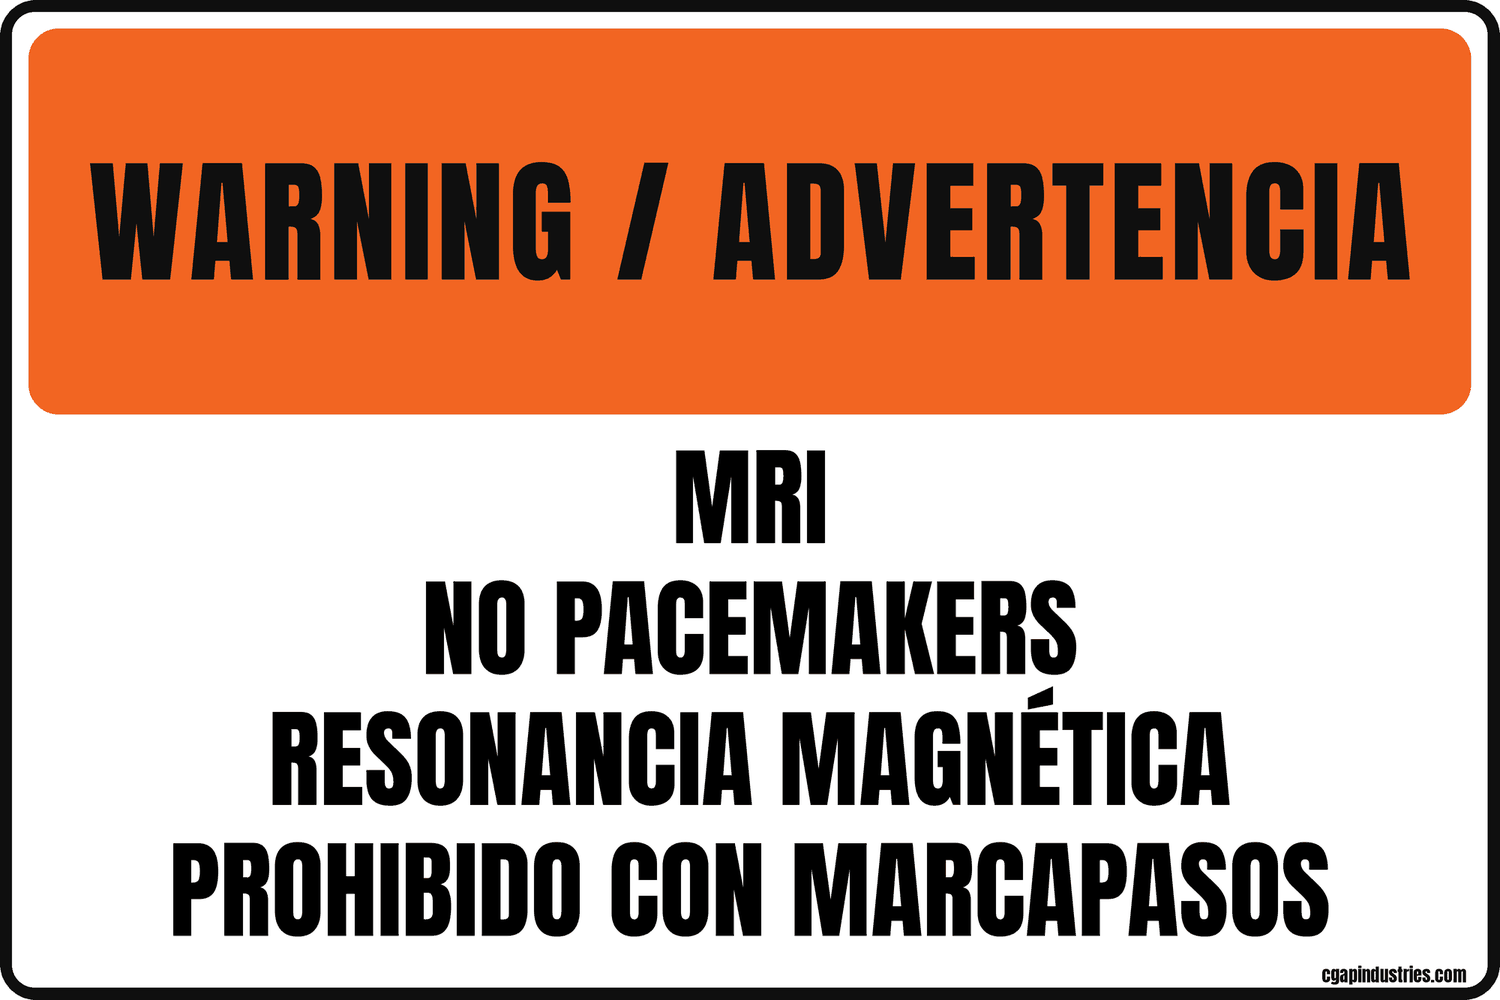 WARNING / ADVERTENCIA
MRI
NO PACEMAKERS
RESONANCIA MAGNÉTICA
PROHIBIDO CON MARCAPASOS
cgapindustries.com